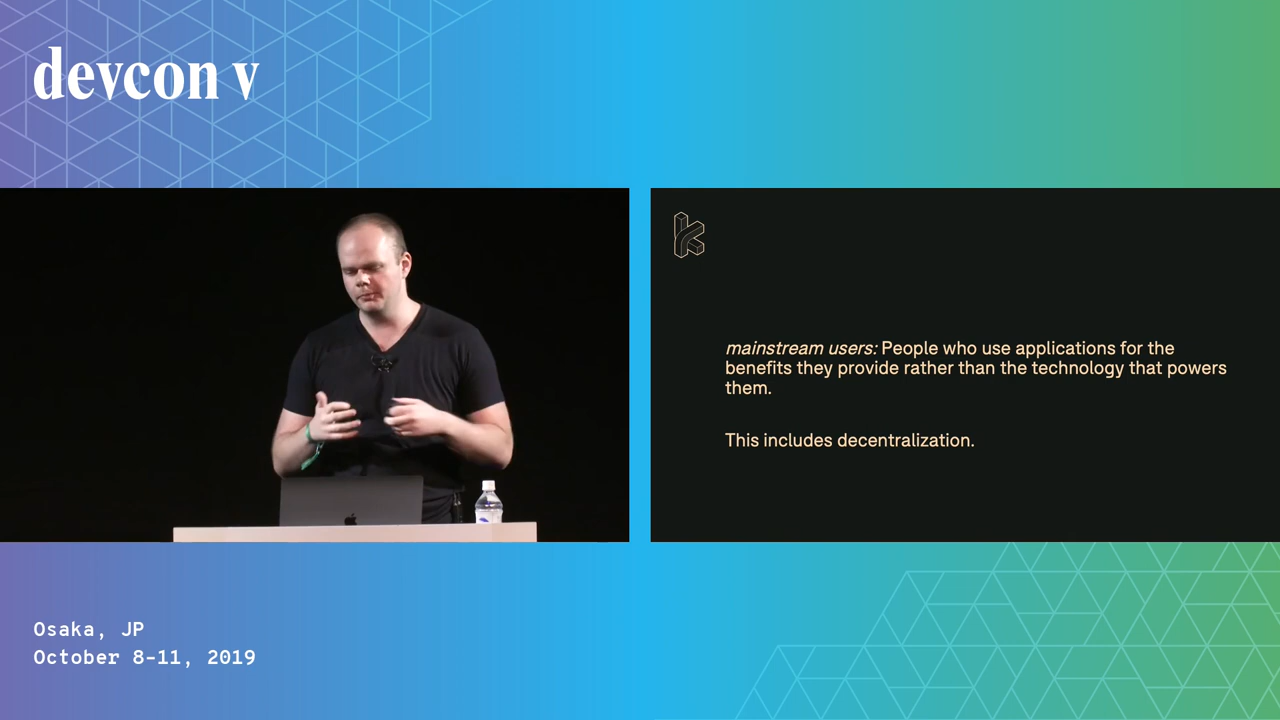 devcon v
mainstream users: People who use applications for the
benefits they provide rather than the technology that powers
them.
This includes decentralization.
Osaka, JP
October 8-11, 2019